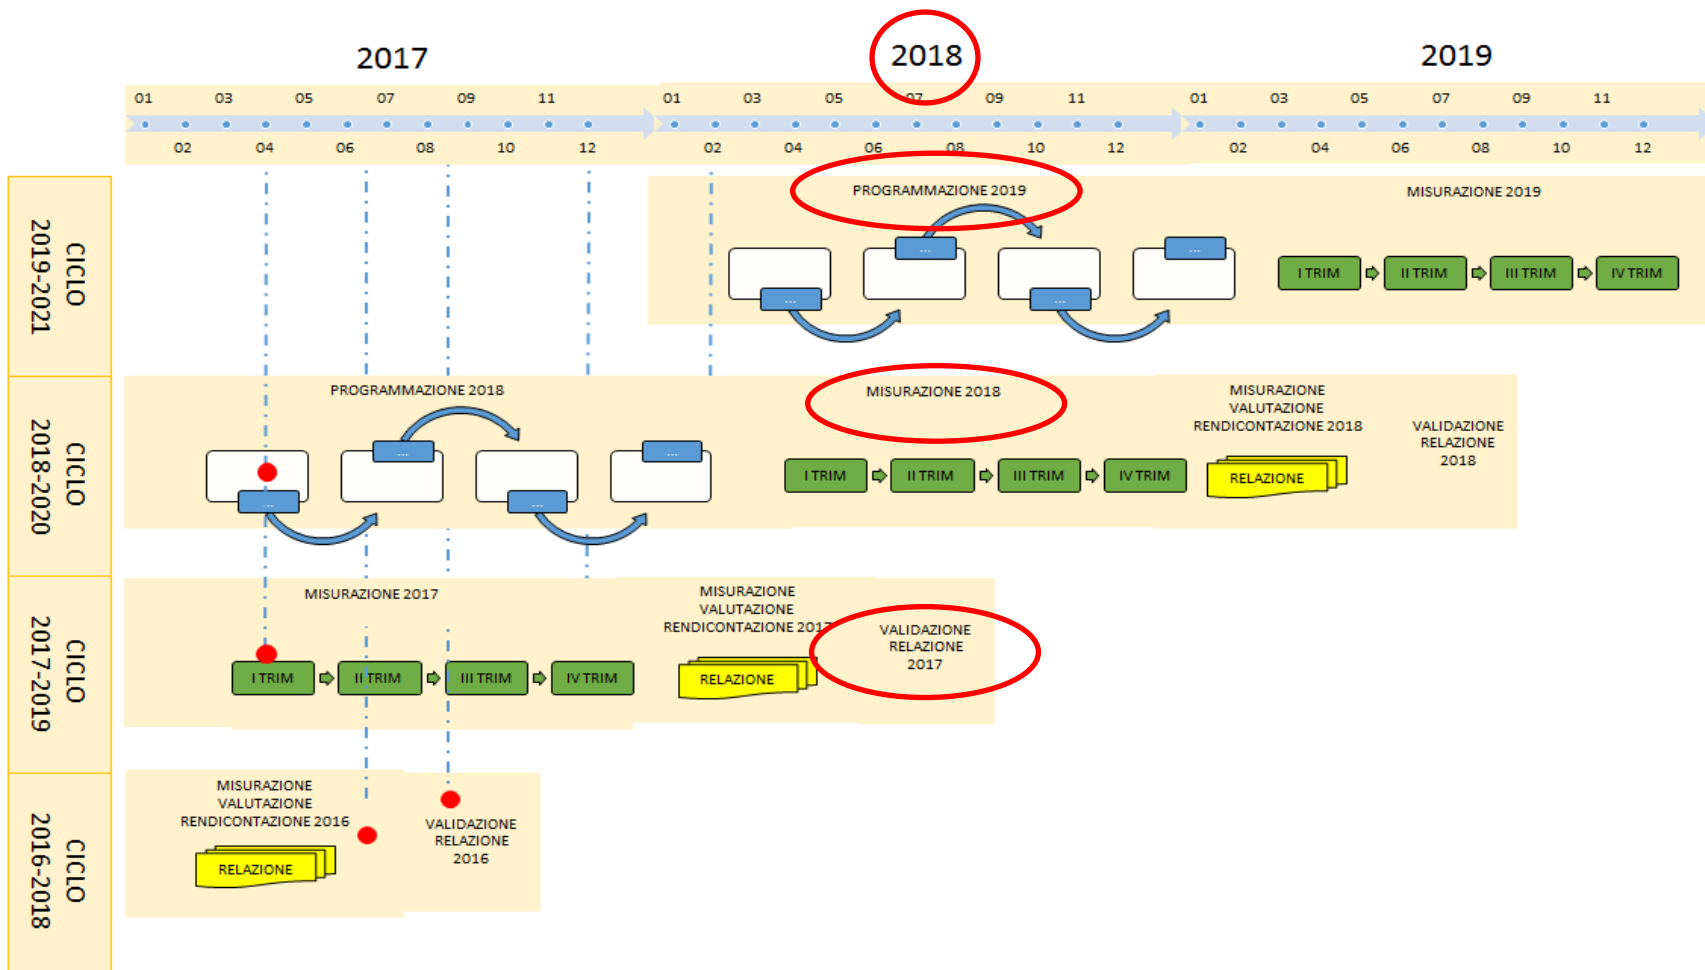 2017
2018
2019
01 03 05 07 09 11 01 03 05 07 09 11 01 03 05 07 09 11
02 04 06 08 10 12 02 04 06 08 10 12 02 04 06 08 10 12
CICLO
2019-2021
PROGRAMMAZIONE 2019
...
...
...
...
MISURAZIONE 2019
I TRIM
II TRIM
III TRIM
IV TRIM
CICLO
2018-2020
PROGRAMMAZIONE 2018
...
...
...
...
MISURAZIONE 2018
I TRIM
II TRIM
III TRIM
IV TRIM
MISURAZIONE
VALUTAZIONE
RENDICONTAZIONE 2018
RELAZIONE
VALIDAZIONE
RELAZIONE
2018
CICLO
2017-2019
MISURAZIONE 2017
I TRIM
II TRIM
III TRIM
IV TRIM
MISURAZIONE
VALUTAZIONE
RENDICONTAZIONE 2017
RELAZIONE
VALIDAZIONE
RELAZIONE
2017
CICLO
2016-2018
MISURAZIONE
VALUTAZIONE
RENDICONTAZIONE 2016
RELAZIONE
VALIDAZIONE
RELAZIONE
2016